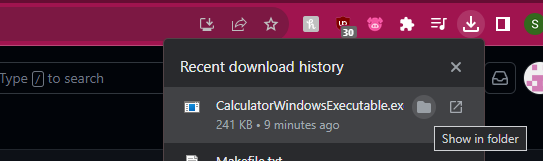 30
S
Recent download history
Type / to search
CalculatorWindowsExecutable.ex
241 KB • 9 minutes ago
Show in folder
Makefile.txt